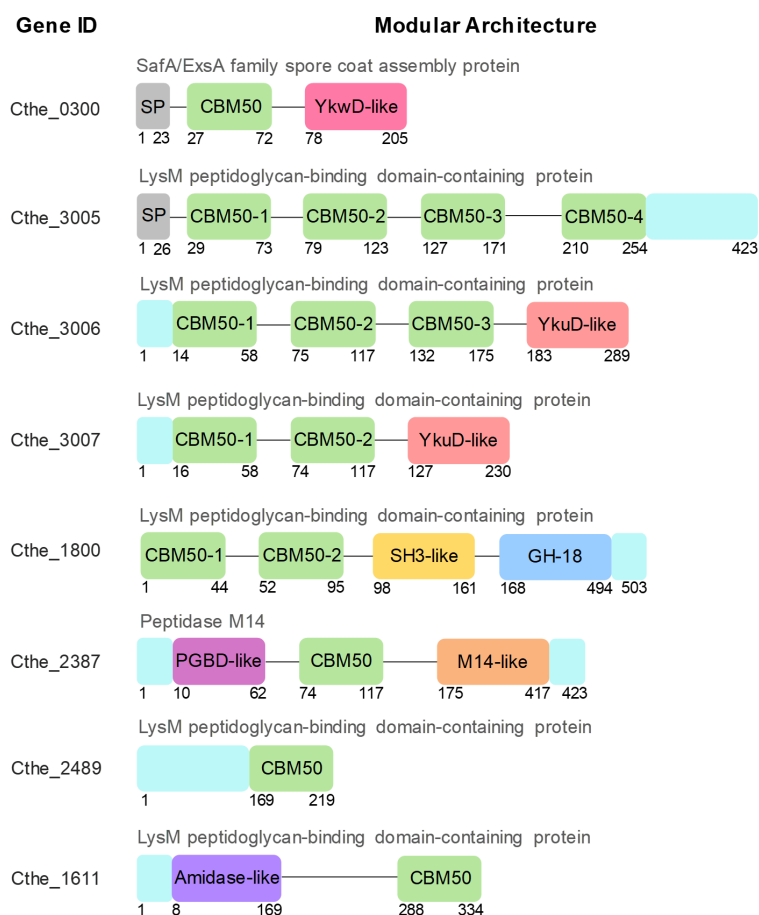 Gene ID Modular Architecture
SafA/ExsA family spore coat assembly protein
Cthe_0300 SP CBM50 YkwD-like
1 23 27 72 78 205
LysM peptidoglycan-binding domain-containing protein
Cthe_3005 SP CBM50-1 CBM50-2 CBM50-3 CBM50-4
1 26 29 73 79 123 127 171 210 254 423
LysM peptidoglycan-binding domain-containing protein
Cthe_3006 CBM50-1 CBM50-2 CBM50-3 YkuD-like
1 14 58 75 117 132 175 183 289
LysM peptidoglycan-binding domain-containing protein
Cthe_3007 CBM50-1 CBM50-2 YkuD-like
1 16 58 74 117 127 230
LysM peptidoglycan-binding domain-containing protein
Cthe_1800 CBM50-1 CBM50-2 SH3-like GH-18
1 44 52 95 98 161 168 494 503
Peptidase M14
Cthe_2387 PGBD-like CBM50 M14-like
1 10 62 74 117 175 417 423
LysM peptidoglycan-binding domain-containing protein
Cthe_2489 CBM50
1 169 219
LysM peptidoglycan-binding domain-containing protein
Cthe_1611 Amidase-like CBM50
1 8 169 288 334